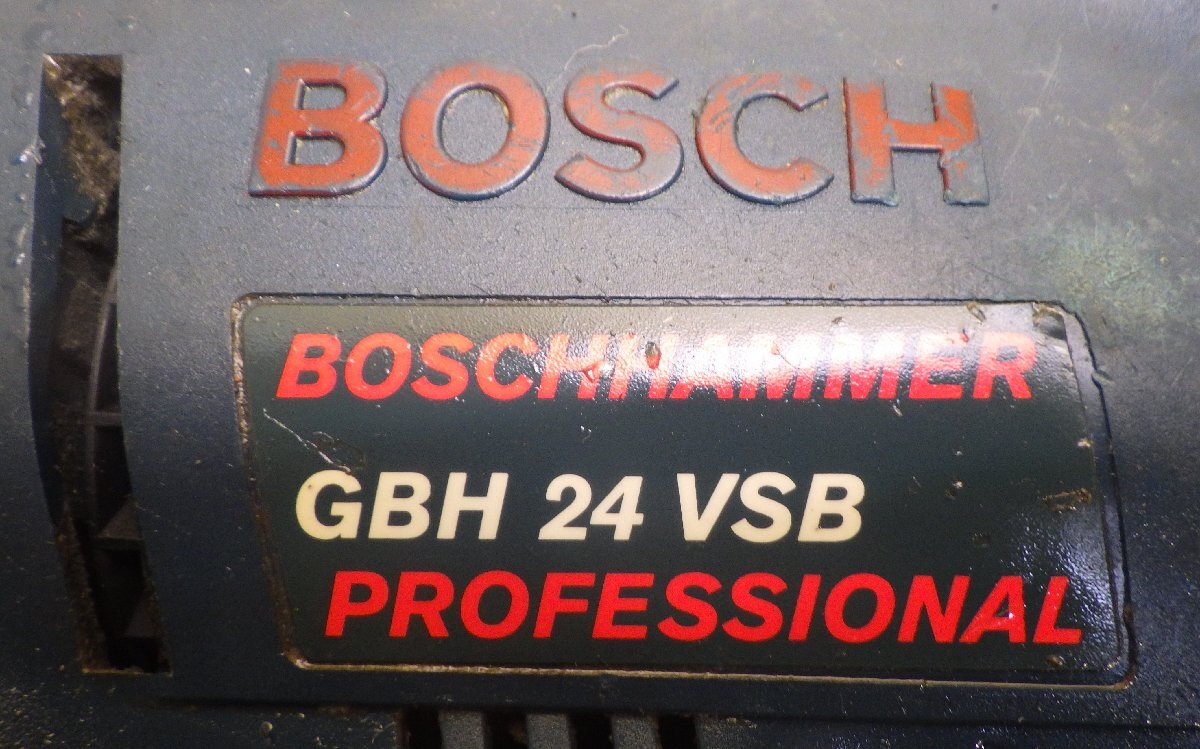 BOSCH
BOSCHHAMMER
GBH 24 VSB
PROFESSIONAL